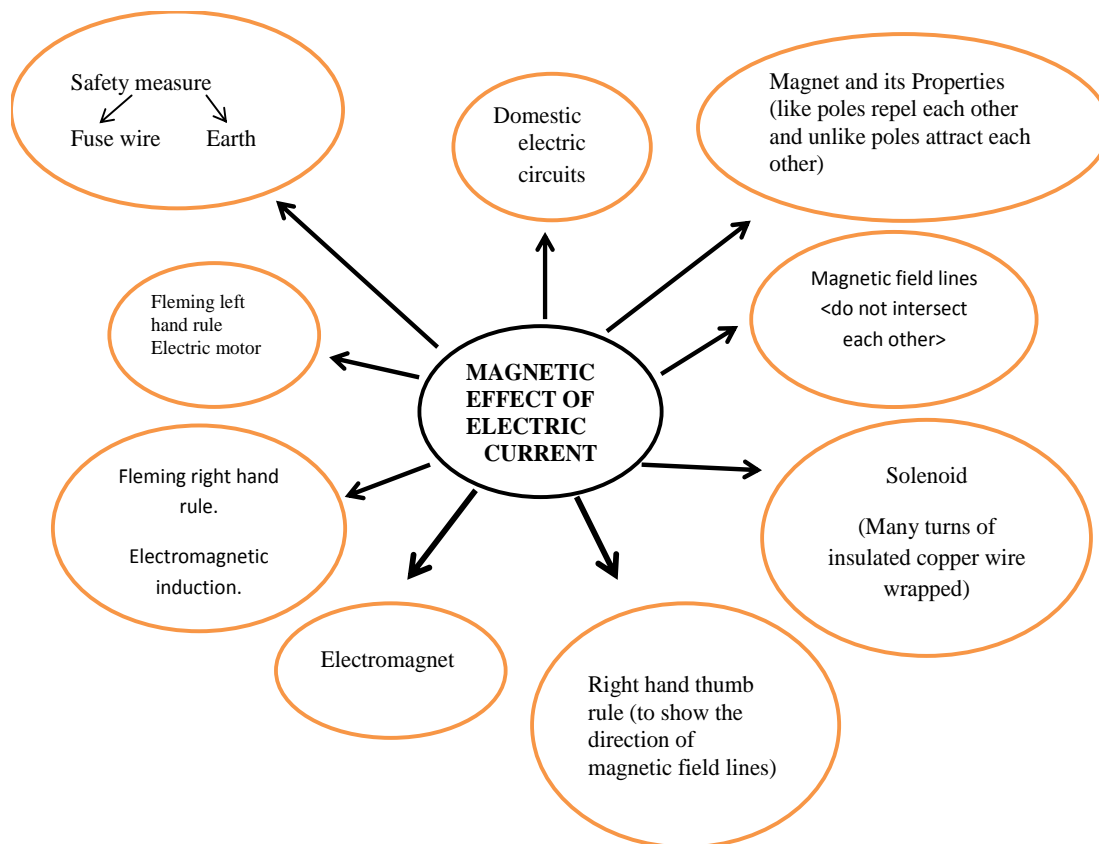 Safety measure
Fuse wire Earth
Domestic
electric
circuits
Magnet and its Properties
(like poles repel each other
and unlike poles attract each
other)
Fleming left
hand rule
Electric motor
MAGNETIC
EFFECT OF
ELECTRIC
CURRENT
Magnetic field lines
<do not intersect
each other>
Fleming right hand
rule.
Electromagnetic
induction.
Solenoid
(Many turns of
insulated copper wire
wrapped)
Electromagnet
Right hand thumb
rule (to show the
direction of
magnetic field lines)